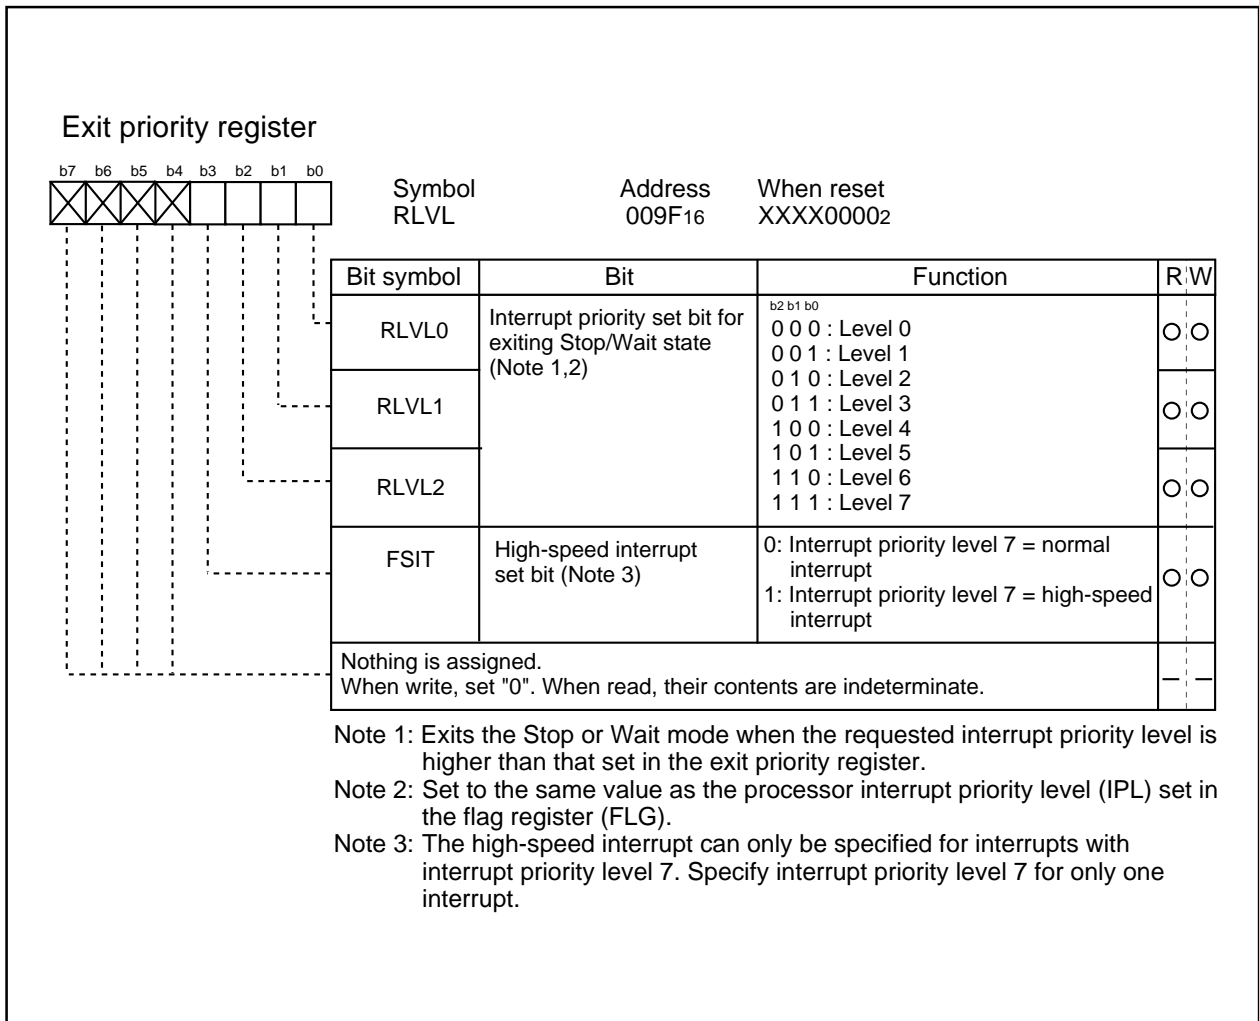 Exit priority register
b7 b6 b5 b4 b3 b2 b1 b0
Symbol Address When reset
RLVL 009F16 XXXX00002
Bit symbol Bit Function R W
RLVL0
RLVL1
RLVL2
Interrupt priority set bit for
exiting Stop/Wait state
(Note 1,2)
b2 b1 b0
0 0 0 : Level 0
0 0 1 : Level 1
0 1 0 : Level 2
0 1 1 : Level 3
1 0 0 : Level 4
1 0 1 : Level 5
1 1 0 : Level 6
1 1 1 : Level 7
FSIT
High-speed interrupt
set bit (Note 3)
0: Interrupt priority level 7 = normal
interrupt
1: Interrupt priority level 7 = high-speed
interrupt
Nothing is assigned.
When write, set "0". When read, their contents are indeterminate.
Note 1: Exits the Stop or Wait mode when the requested interrupt priority level is
higher than that set in the exit priority register.
Note 2: Set to the same value as the processor interrupt priority level (IPL) set in
the flag register (FLG).
Note 3: The high-speed interrupt can only be specified for interrupts with
interrupt priority level 7. Specify interrupt priority level 7 for only one
interrupt.